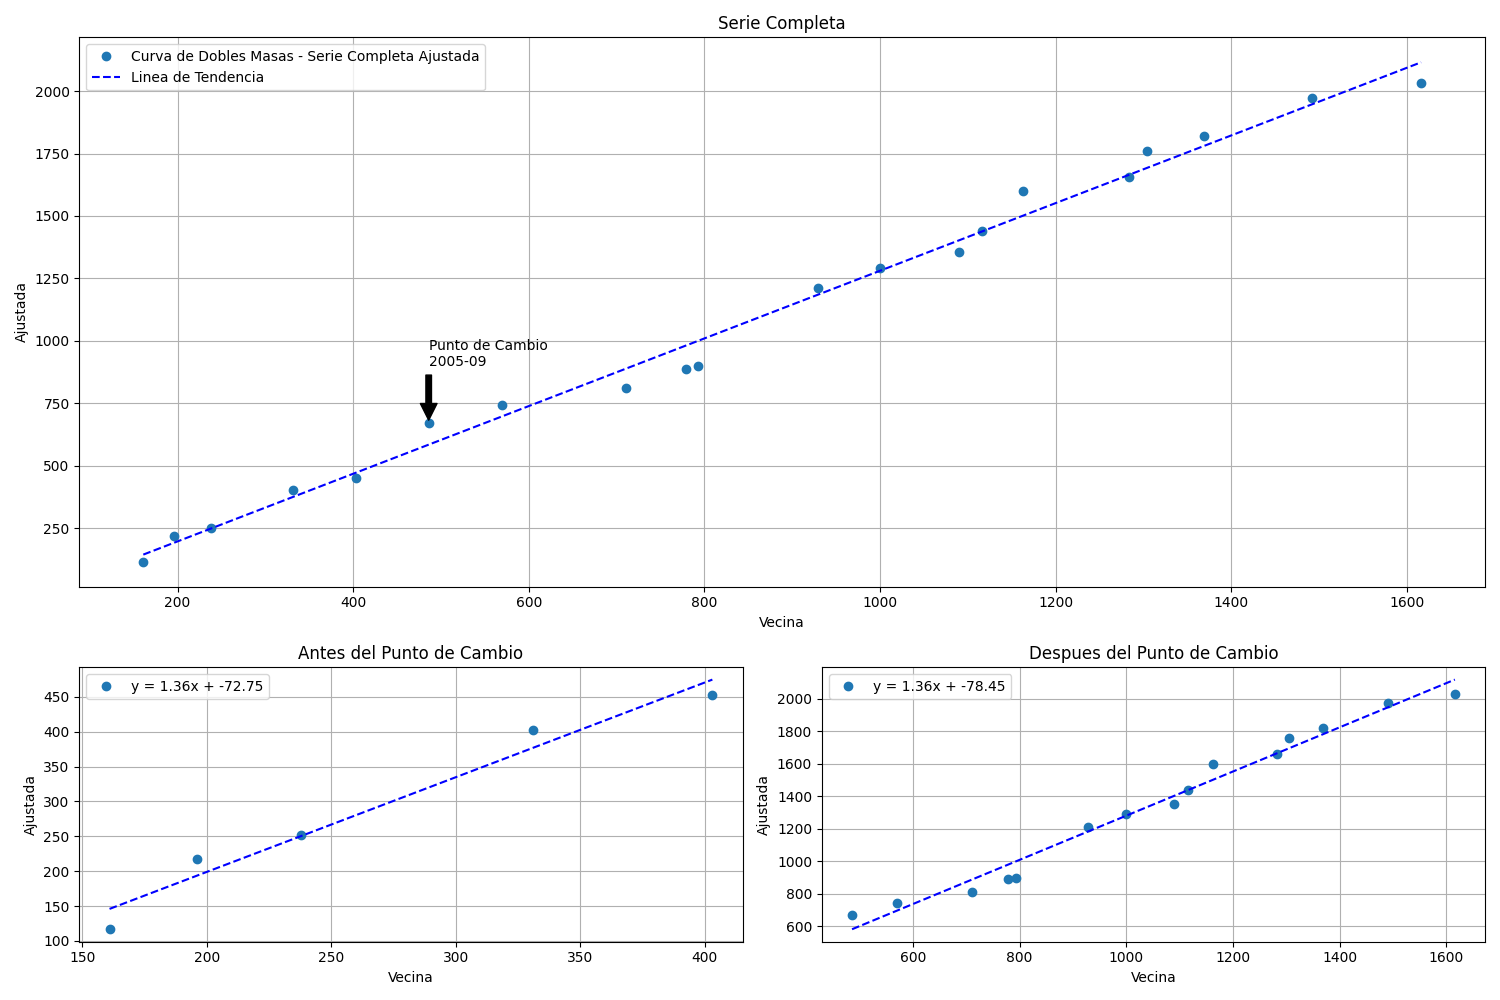 Serie Completa
Curva de Dobles Masas - Serie Completa Ajustada
Linea de Tendencia
2000
1750
1500
1250
1000
750
500
250
Ajustada
Punto de Cambio
2005-09
200 400 600 800 1000 1200 1400 1600
Vecina
Antes del Punto de Cambio
y = 1.36x + -72.75
450
400
350
300
250
200
150
100
Ajustada
150 200 250 300 350 400
Vecina
Despues del Punto de Cambio
y = 1.36x + -78.45
2000
1800
1600
1400
1200
1000
800
600
Ajustada
600 800 1000 1200 1400 1600
Vecina